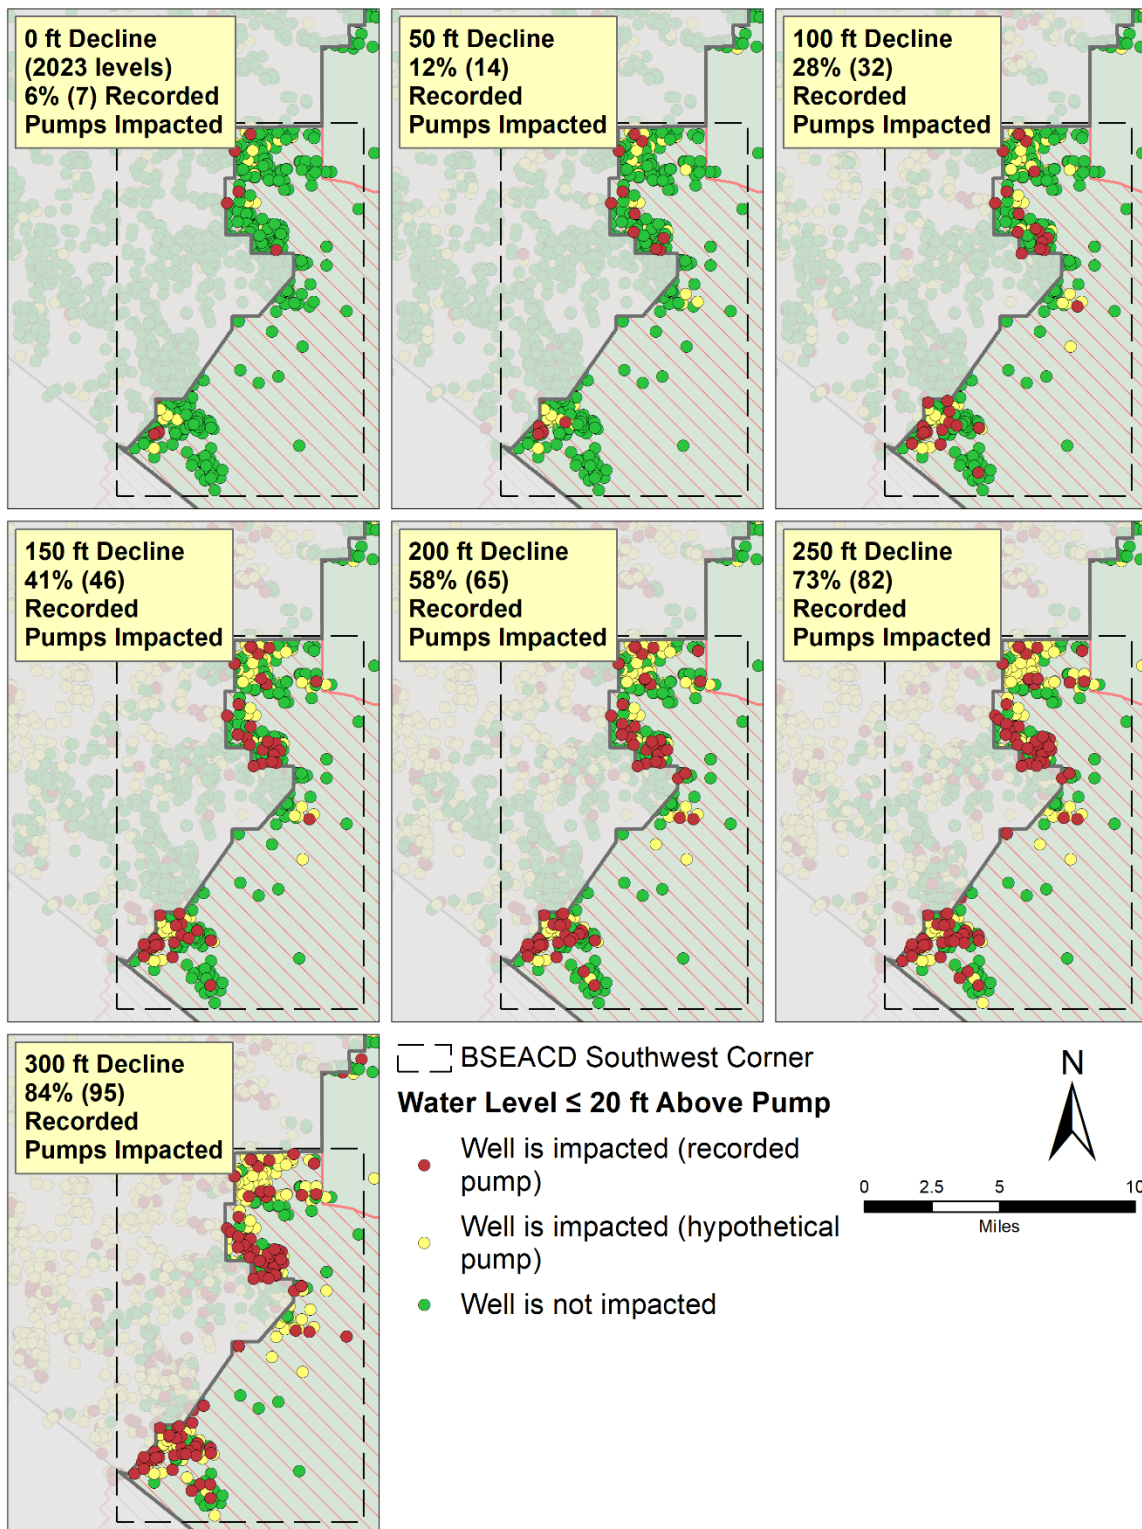 0 ft Decline
(2023 levels)
6% (7) Recorded
Pumps Impacted
50 ft Decline
12% (14)
Recorded
Pumps Impacted
100 ft Decline
28% (32)
Recorded
Pumps Impacted
150 ft Decline
41% (46)
Recorded
Pumps Impacted
200 ft Decline
58% (65)
Recorded
Pumps Impacted
250 ft Decline
73% (82)
Recorded
Pumps Impacted
300 ft Decline
84% (95)
Recorded
Pumps Impacted
BSEACD Southwest Corner
Water Level ≤ 20 ft Above Pump
Well is impacted (recorded
pump)
Well is impacted (hypothetical
pump)
Well is not impacted
N
0 2.5 5 10
Miles